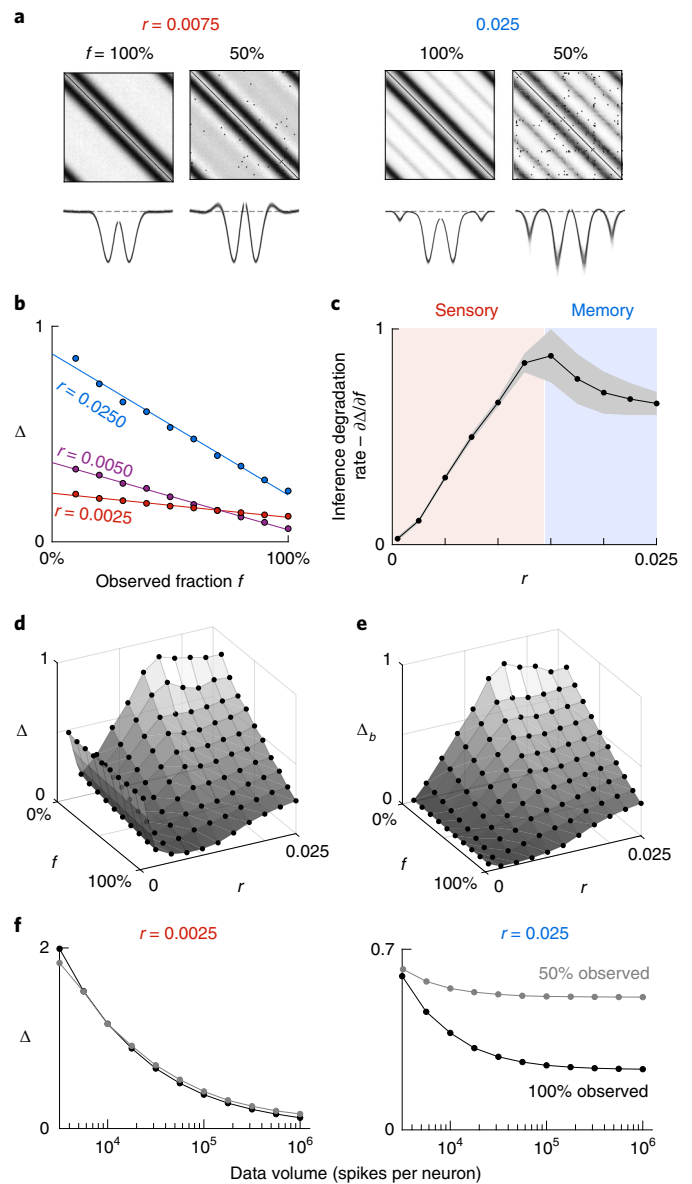 a
r = 0.0075
0.025
f = 100%
50%
100%
50%
b
1
Δ
0
r = 0.0250
r = 0.0050
r = 0.0025
0%
100%
Observed fraction f
c
Sensory
Memory
1
Inference degradation
rate – ∂Δ/∂f
0
0
r
0.025
d
1
Δ
0
0%
f
100%
0
r
0.025
e
1
Δb
0
0%
f
100%
0
r
0.025
f
r = 0.0025
2
Δ
0
10⁴
10⁵
10⁶
r = 0.025
0.7
50% observed
100% observed
0
10⁴
10⁵
10⁶
Data volume (spikes per neuron)